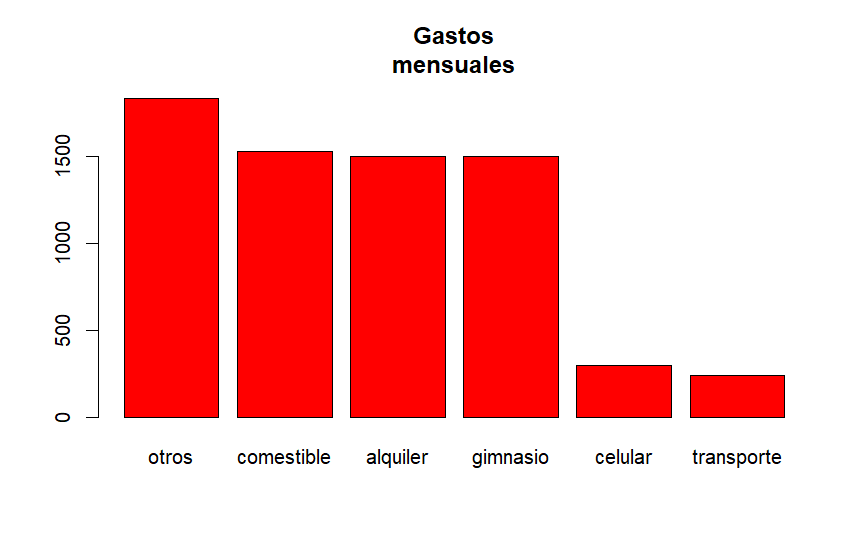 Gastos
mensuales
1500
1000
500
0
otros comestible alquiler gimnasio celular transporte